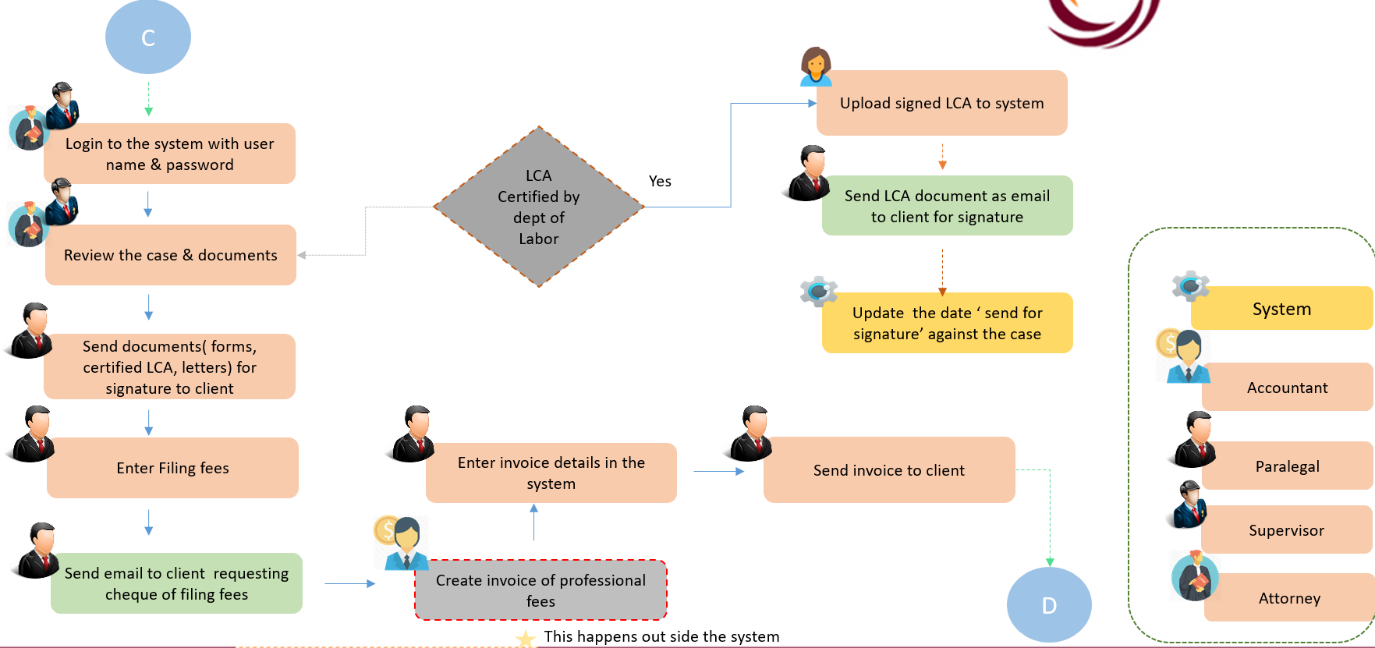 C
Login to the system with user
name & password
Review the case & documents
Send documents( forms,
certified LCA, letters) for
signature to client
Enter Filing fees
Send email to client requesting
cheque of filing fees
LCA
Certified by
dept of
Labor
Yes
Upload signed LCA to system
Send LCA document as email
to client for signature
Update the date ‘ send for
signature’ against the case
Create invoice of professional
fees
Enter invoice details in the
system
Send invoice to client
D
This happens out side the system
System
Accountant
Paralegal
Supervisor
Attorney